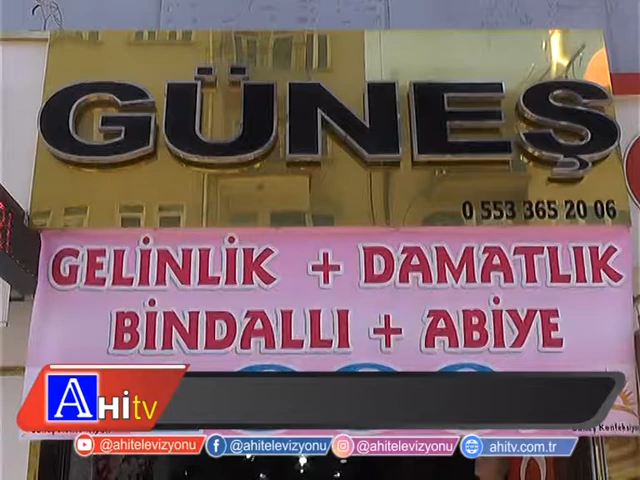 GÜNEŞ
0 553 365 20 06
GELİNLİK + DAMATLIK
BİNDALLI + ABİYE
AHitv
@ahitelevizyonu @ahitelevizyonu @ahitelevizyonu ahitv.com.tr